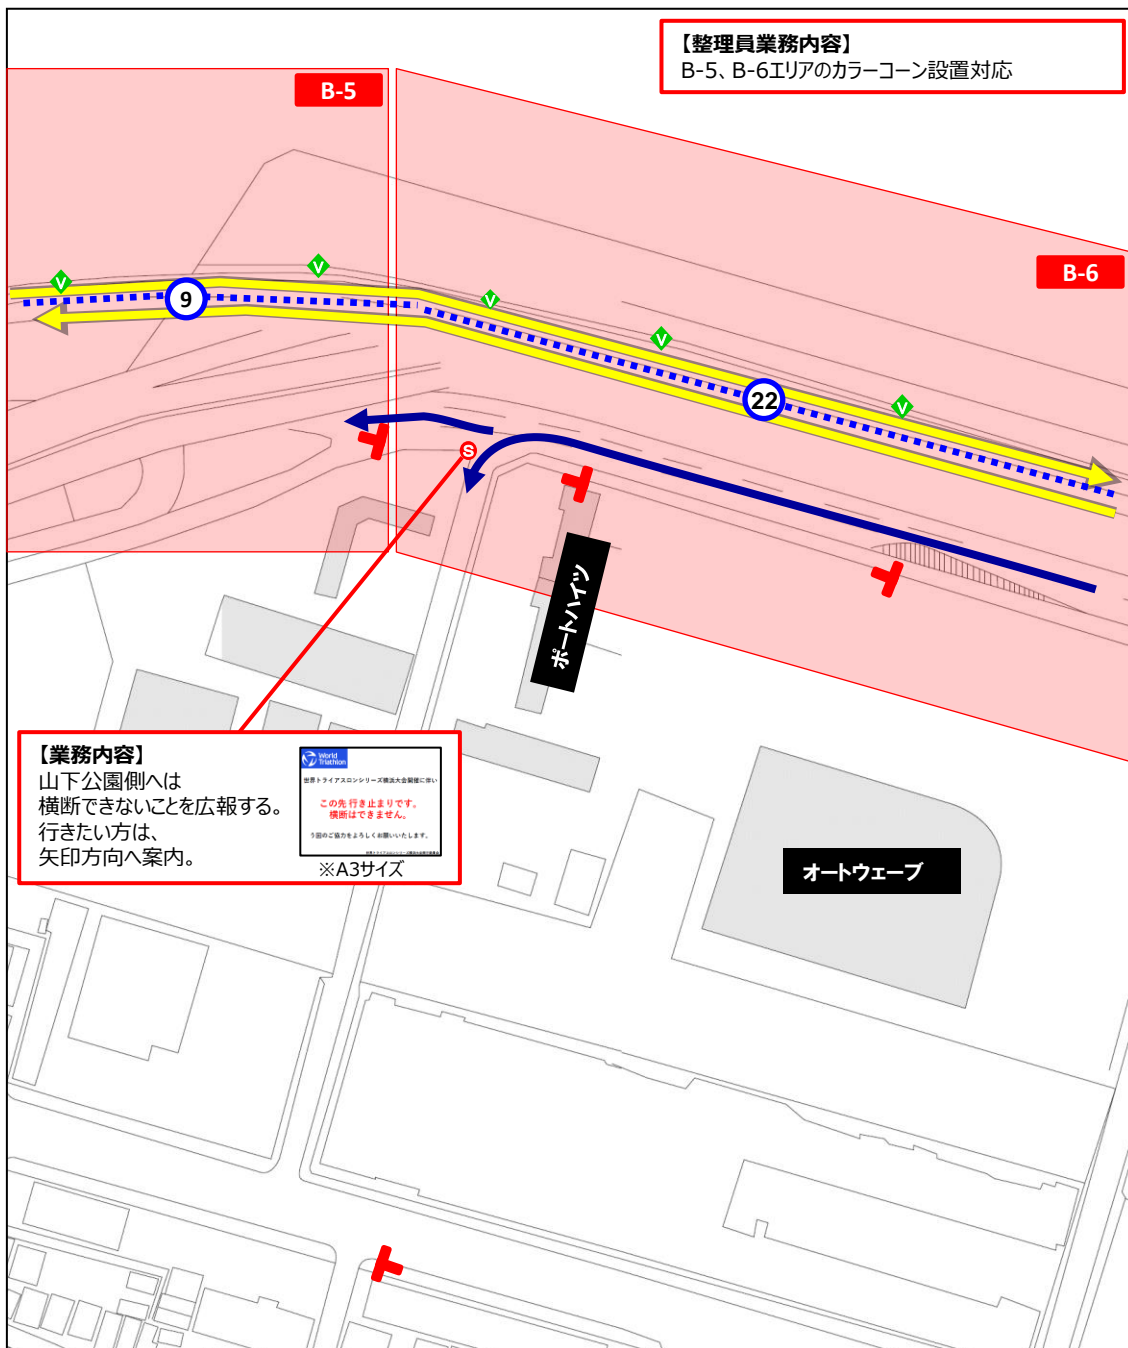 【整理員業務内容】
B-5、B-6エリアのカラーコーン設置対応
B-5
B-6
V
V
V
V
V
9
22
S
ポートハイツ
【業務内容】
山下公園側へは
横断できないことを広報する。
行きたい方は、
矢印方向へ案内。
World
Triathlon
世界トライアスロンシリーズ横浜大会開催に伴い
この先 行き止まりです。
横断はできません。
う回のご協力をよろしくお願いいたします。
※A3サイズ
オートウェーブ